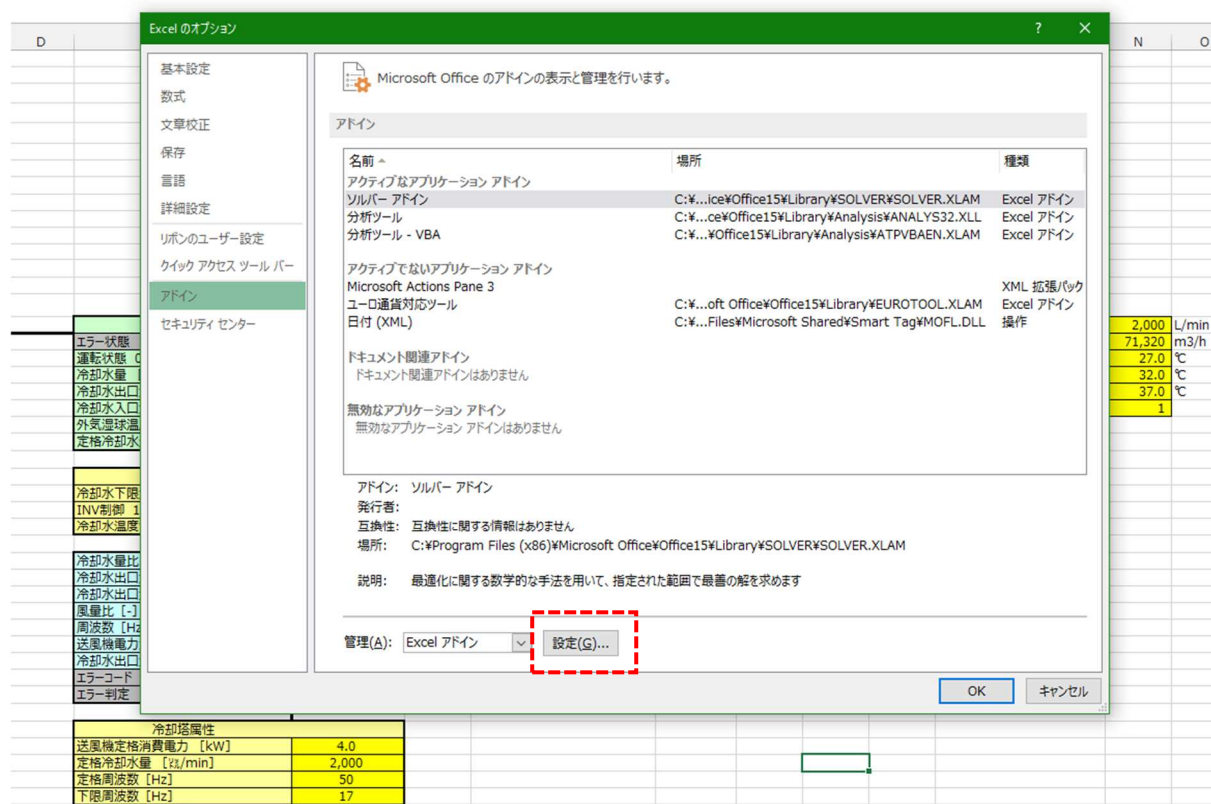 Excel のオプション ? ×
D N O
基本設定
数式
文章校正
保存
言語
詳細設定
リボンのユーザー設定
クイック アクセス ツール バー
アドイン
セキュリティ センター
Microsoft Office のアドインの表示と管理を行います。
アドイン
名前 場所 種類
アクティブなアプリケーション アドイン
ソルバー アドイン C:¥...ice¥Office15¥Library¥SOLVER¥SOLVER.XLAM Excel アドイン
分析ツール C:¥...ce¥Office15¥Library¥Analysis¥ANALYS32.XLL Excel アドイン
分析ツール - VBA C:¥...¥Office15¥Library¥Analysis¥ATPVBAEN.XLAM Excel アドイン
アクティブでないアプリケーション アドイン
Microsoft Actions Pane 3 XML 拡張パック
ユーロ通貨対応ツール C:¥...oft Office¥Office15¥Library¥EUROTOOL.XLAM Excel アドイン
日付 (XML) C:¥...Files¥Microsoft Shared¥Smart Tag¥MOFL.DLL 操作
ドキュメント関連アドイン
ドキュメント関連アドインはありません
無効なアプリケーション アドイン
無効なアプリケーション アドインはありません
アドイン: ソルバー アドイン
発行者:
互換性: 互換性に関する情報はありません
場所: C:¥Program Files (x86)¥Microsoft Office¥Office15¥Library¥SOLVER¥SOLVER.XLAM
説明: 最適化に関する数学的な手法を用いて、指定された範囲で最善の解を求めます
管理(A): Excel アドイン 設定(G)...
OK キャンセル
エラー状態
運転状態
冷却水量
冷却水出口
冷却水入口
外気湿球温
定格冷却水
冷却水下限
INV制御 1
冷却水温度
冷却水量比
冷却水出口
冷却水出口
風量比 [-]
周波数 [Hz
送風機電力
冷却水出口
エラーコード
エラー判定
2,000 L/min
71,320 m3/h
27.0 ℃
32.0 ℃
37.0 ℃
1
冷却塔属性
送風機定格消費電力 [kW] 4.0
定格冷却水量 [㍑/min] 2,000
定格周波数 [Hz] 50
下限周波数 [Hz] 17